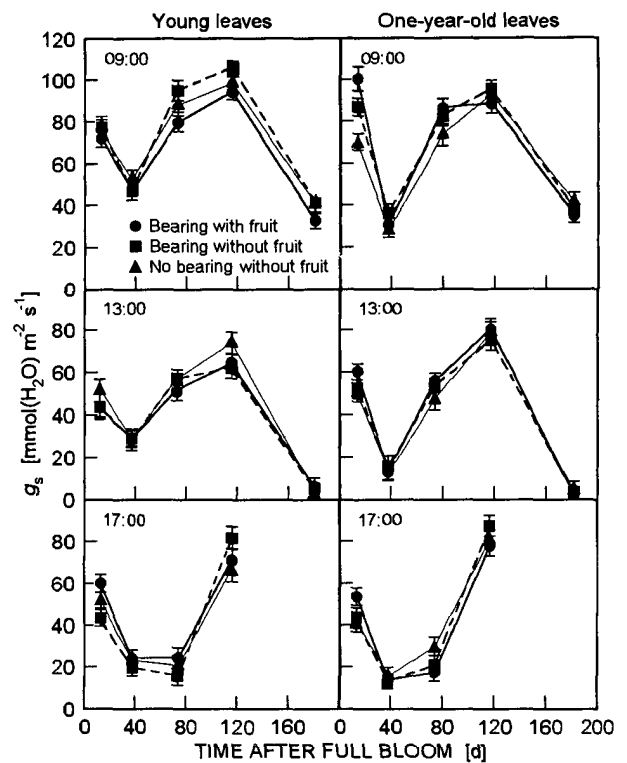 Young leaves One-year-old leaves
120 09:00 09:00
100
80
60
40
20
0
Bearing with fruit
Bearing without fruit
No bearing without fruit
gs [mmol(H2O) m-2 s-1]
13:00 13:00
80
60
40
20
0
17:00 17:00
80
60
40
20
0
0 40 80 120 160 0 40 80 120 160 200
TIME AFTER FULL BLOOM [d]